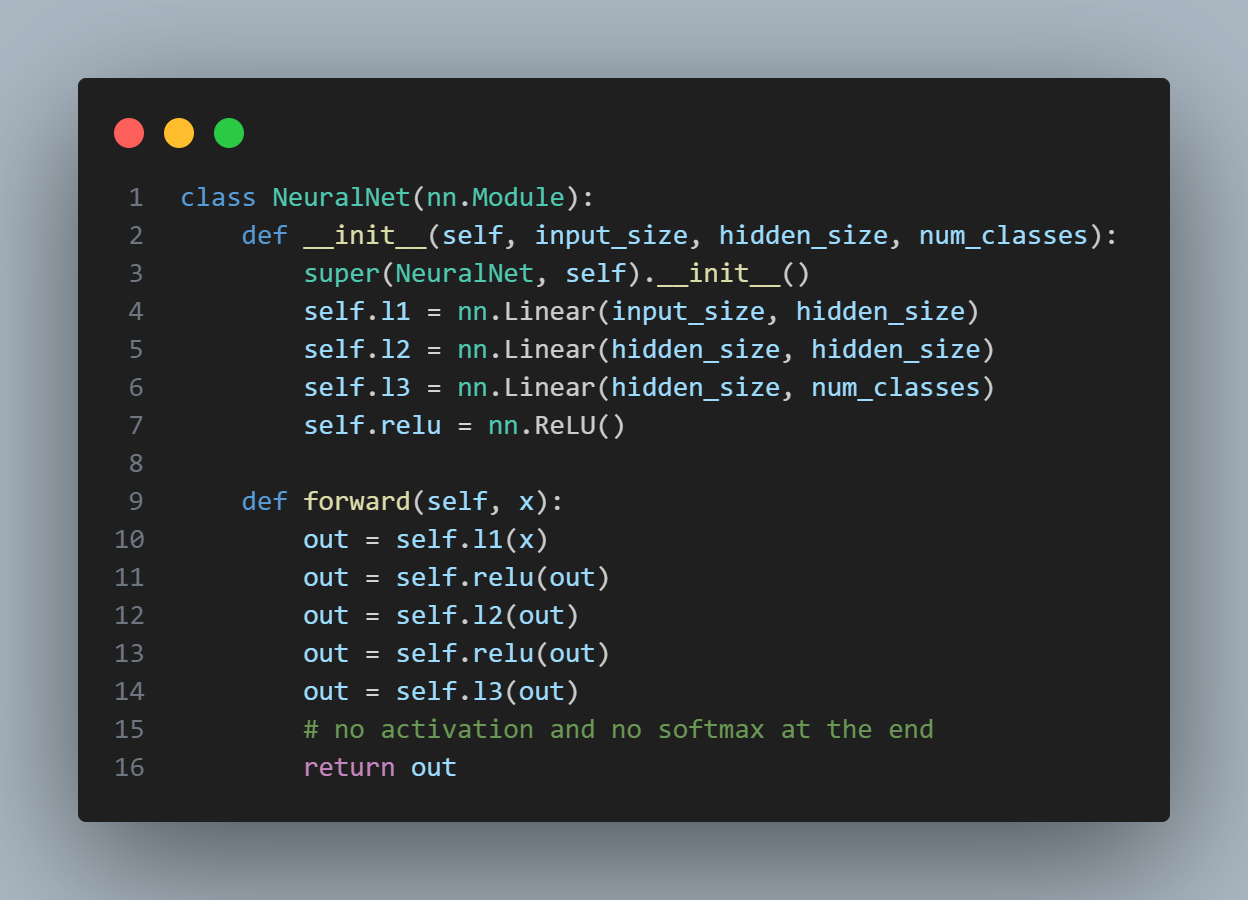 1 class NeuralNet(nn.Module):
2     def __init__(self, input_size, hidden_size, num_classes):
3         super(NeuralNet, self).__init__()
4         self.l1 = nn.Linear(input_size, hidden_size)
5         self.l2 = nn.Linear(hidden_size, hidden_size)
6         self.l3 = nn.Linear(hidden_size, num_classes)
7         self.relu = nn.ReLU()
8
9     def forward(self, x):
10         out = self.l1(x)
11         out = self.relu(out)
12         out = self.l2(out)
13         out = self.relu(out)
14         out = self.l3(out)
15         # no activation and no softmax at the end
16         return out